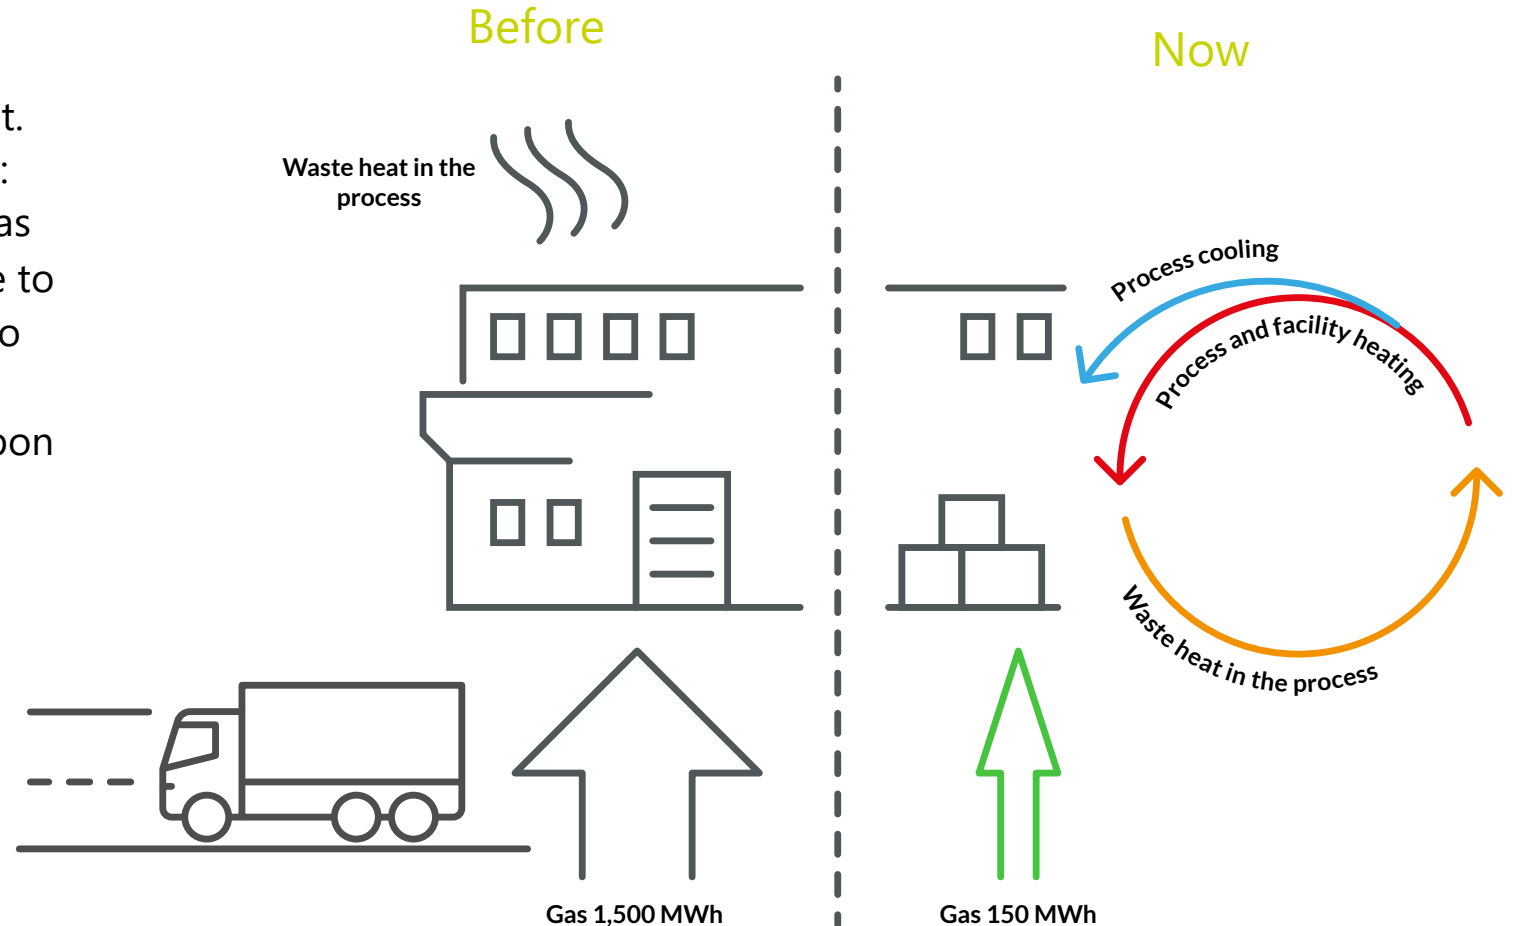 Before
Now
t.
:
as
e to
o
Waste heat in the
process
Process cooling
Process and facility heating
Waste heat in the process
Gas 1,500 MWh
Gas 150 MWh